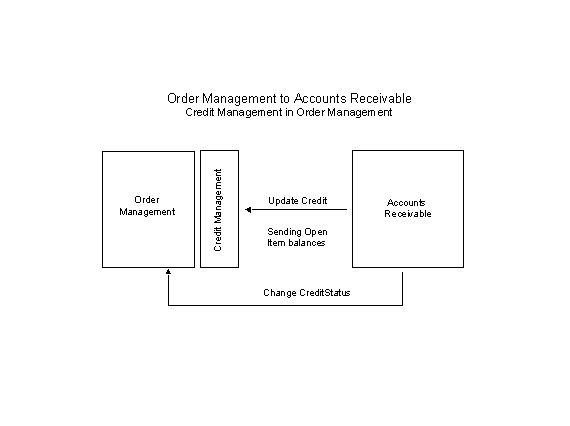 Order Management to Accounts Receivable
Credit Management in Order Management
Order
Management
Credit Management
Update Credit
Sending Open
Item balances
Accounts
Receivable
Change CreditStatus